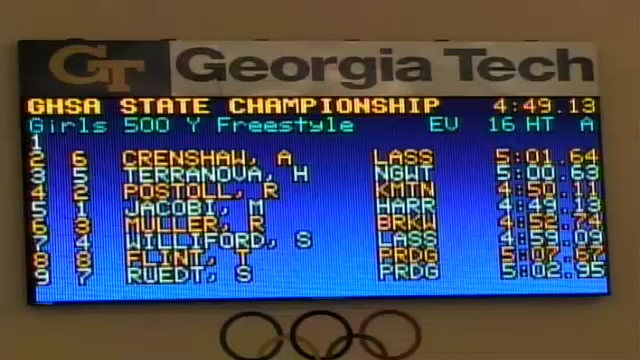 GT Georgia Tech
GHSA STATE CHAMPIONSHIP 4:49.13
Girls 500 Y Freestyle EV 16 HT A
1
2 6 CRENSHAW, A LASS 5:01.64
3 5 TERRANOVA, H NGWT 5:00.63
4 2 POSTOLL, R KMTN 4:50.11
5 1 JACOBI, M HARR 4:49.13
6 3 MULLER, R BRKW 4:52.74
7 4 WILLIFORD, S LASS 4:59.09
8 8 FLINT, T PRDG 5:07.67
9 7 RUEDT, S PRDG 5:02.95